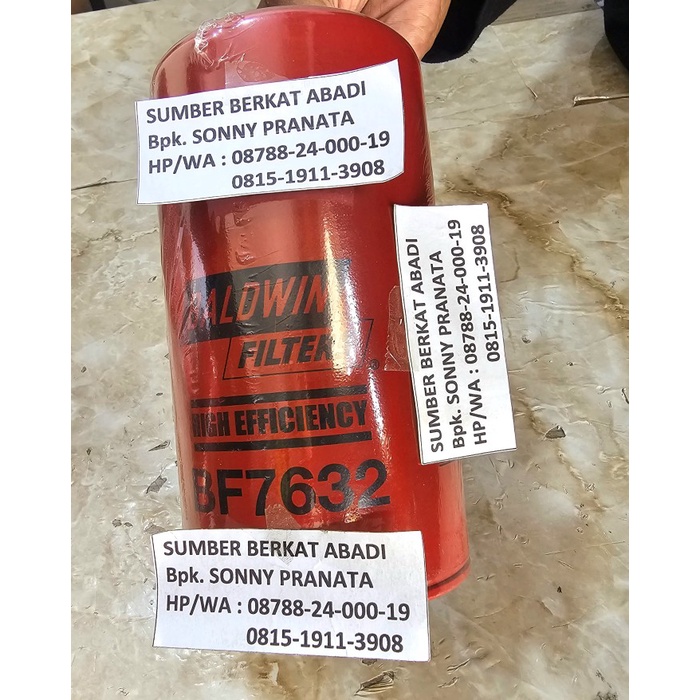 SUMBER BERKAT ABADI
Bpk. SONNY PRANATA
HP/WA : 08788-24-000-19
0815-1911-3908
BALDWIN
FILTERS
®
HIGH EFFICIENCY
BF7632
SUMBER BERKAT ABADI
Bpk. SONNY PRANATA
HP/WA : 08788-24-000-19
0815-1911-3908
SUMBER BERKAT ABADI
Bpk. SONNY PRANATA
HP/WA : 08788-24-000-19
0815-1911-3908